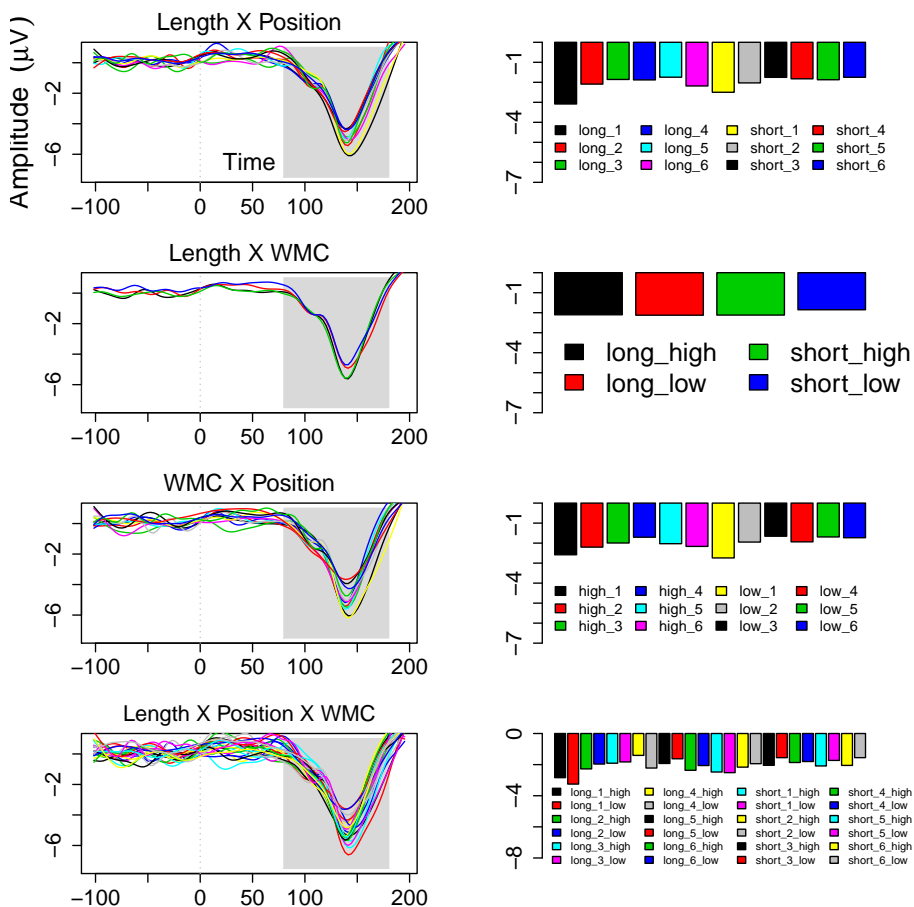 Length X Position
Amplitude (μV)
−2
−6
Time
−100 0 100 200
−1
−4
−7
long_1 long_4 short_1 short_4
long_2 long_5 short_2 short_5
long_3 long_6 short_3 short_6
Length X WMC
−2
−6
−100 0 50 100 200
−1
−4
−7
long_high short_high
long_low short_low
WMC X Position
−2
−6
−100 0 50 100 200
−1
−4
−7
high_1 high_4 low_1 low_4
high_2 high_5 low_2 low_5
high_3 high_6 low_3 low_6
Length X Position X WMC
−2
−6
−100 0 50 100 200
0
−4
−8
long_1_high long_4_high short_1_high short_4_high
long_1_low long_4_low short_1_low short_4_low
long_2_high long_5_high short_2_high short_5_high
long_2_low long_5_low short_2_low short_5_low
long_3_high long_6_high short_3_high short_6_high
long_3_low long_6_low short_3_low short_6_low